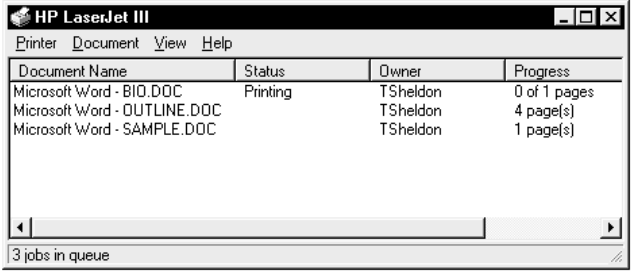 HP LaserJet III
Printer Document View Help
Document Name Status Owner Progress
Microsoft Word - BIO.DOC Printing TSheldon 0 of 1 pages
Microsoft Word - OUTLINE.DOC TSheldon 4 page(s)
Microsoft Word - SAMPLE.DOC TSheldon 1 page(s)
3 jobs in queue